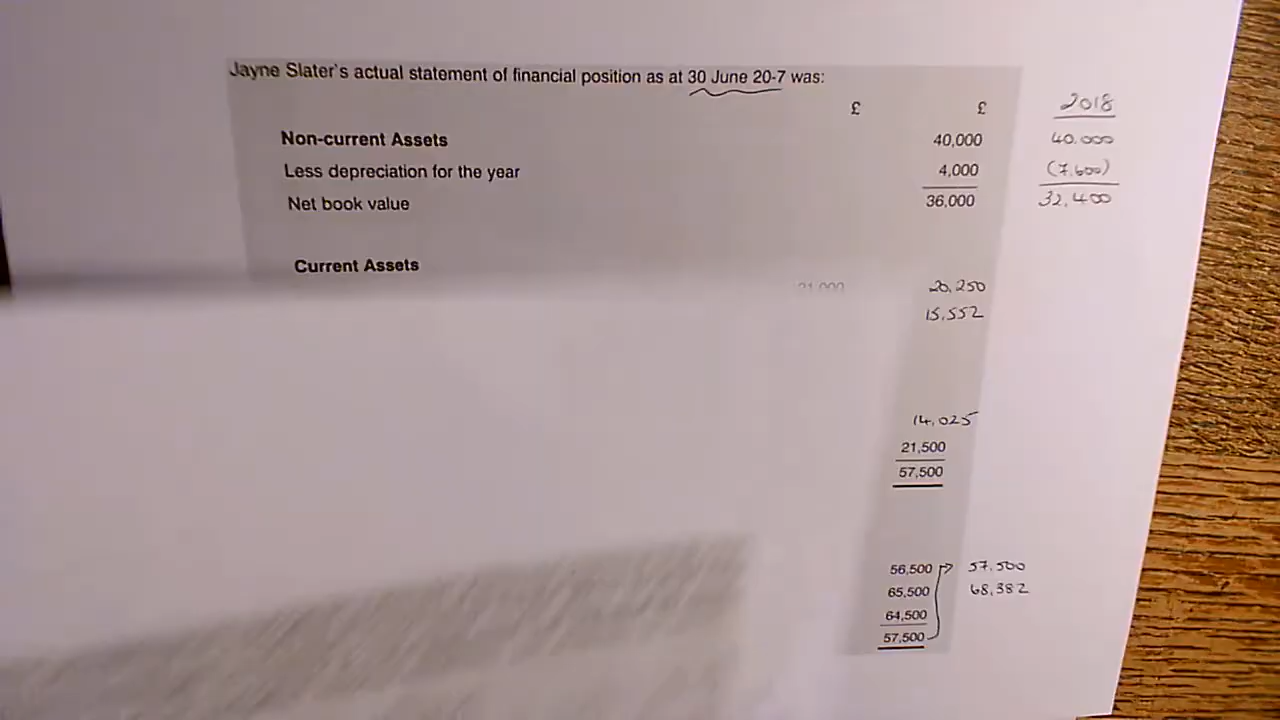 Jayne Slater's actual statement of financial position as at 30 June 20-7 was:
£ £ 2018
Non-current Assets 40,000 40.000
Less depreciation for the year 4,000 (7.600)
Net book value 36,000 32,400
Current Assets
21,000 20,250
15,552
14,025
21,500
57,500
56,500 57.500
65,500 68,382
64,500
57,500